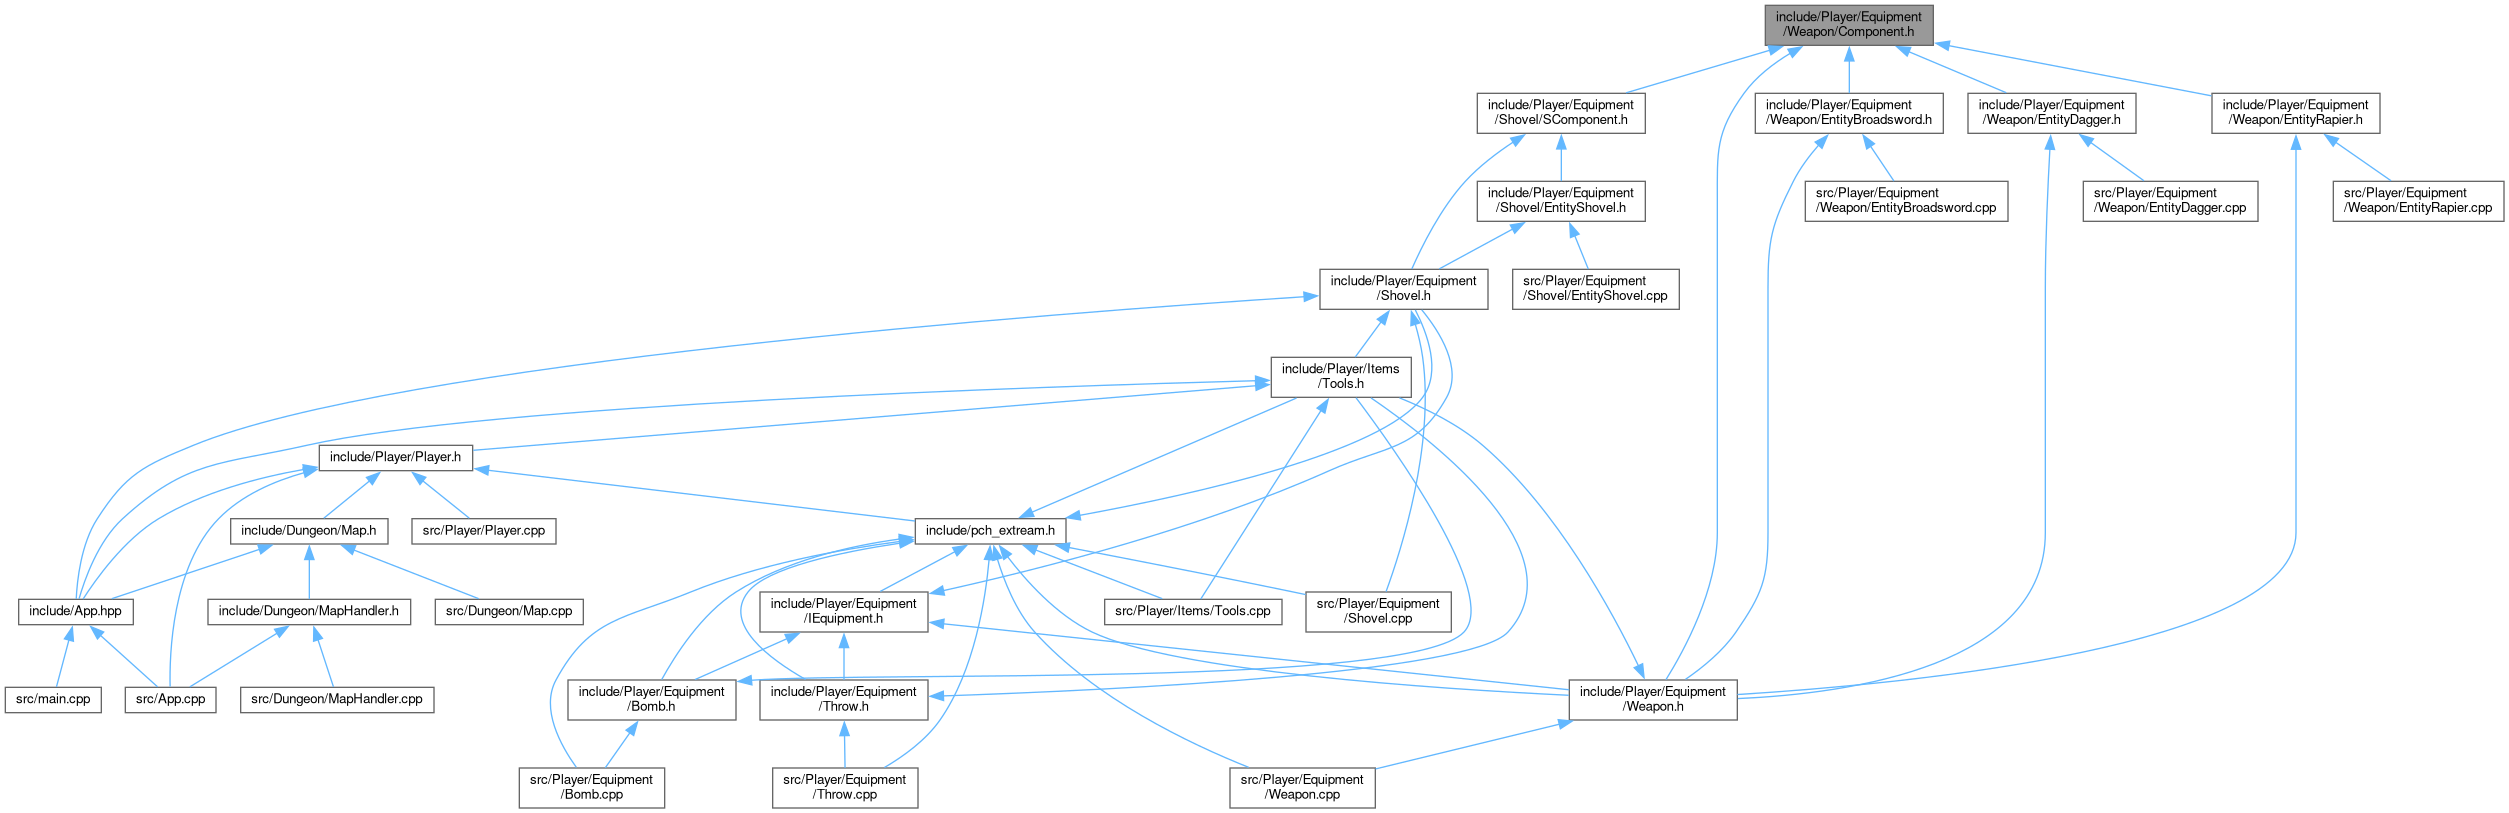 include/Player/Equipment
/Weapon/Component.h
include/Player/Equipment
/Shovel/SComponent.h
include/Player/Equipment
/Weapon/EntityBroadsword.h
include/Player/Equipment
/Weapon/EntityDagger.h
include/Player/Equipment
/Weapon/EntityRapier.h
include/Player/Equipment
/Shovel/EntityShovel.h
src/Player/Equipment
/Weapon/EntityBroadsword.cpp
src/Player/Equipment
/Weapon/EntityDagger.cpp
src/Player/Equipment
/Weapon/EntityRapier.cpp
include/Player/Equipment
/Shovel.h
src/Player/Equipment
/Shovel/EntityShovel.cpp
include/Player/Items
/Tools.h
include/Player/Player.h
include/Dungeon/Map.h
src/Player/Player.cpp
include/pch_extream.h
include/App.hpp
include/Dungeon/MapHandler.h
src/Dungeon/Map.cpp
include/Player/Equipment
/IEquipment.h
src/Player/Items/Tools.cpp
src/Player/Equipment
/Shovel.cpp
src/main.cpp
src/App.cpp
src/Dungeon/MapHandler.cpp
include/Player/Equipment
/Bomb.h
include/Player/Equipment
/Throw.h
include/Player/Equipment
/Weapon.h
src/Player/Equipment
/Bomb.cpp
src/Player/Equipment
/Throw.cpp
src/Player/Equipment
/Weapon.cpp